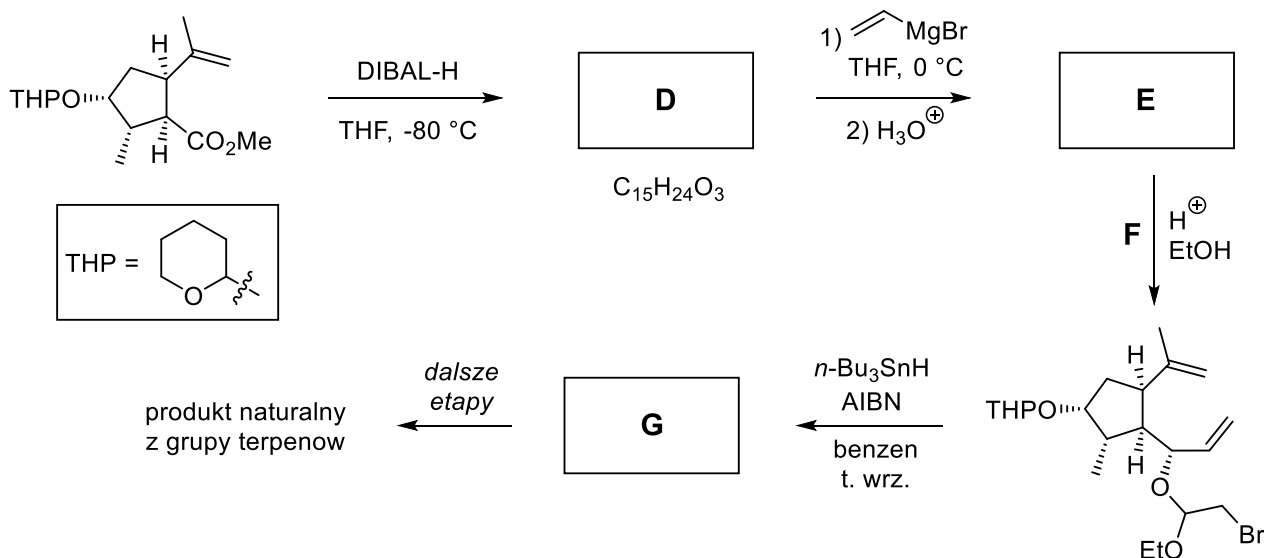 H
THPO
H
CO₂Me
DIBAL-H
THF, -80 °C
D
C₁₅H₂₄O₃
1) MgBr
THF, 0 °C
2) H₃O⊕
E
THP =
O
F
H⊕
EtOH
H
THPO
H
O
EtO
Br
n-Bu₃SnH
AIBN
benzen
t. wrz.
G
dalsze
etapy
produkt naturalny
z grupy terpenow